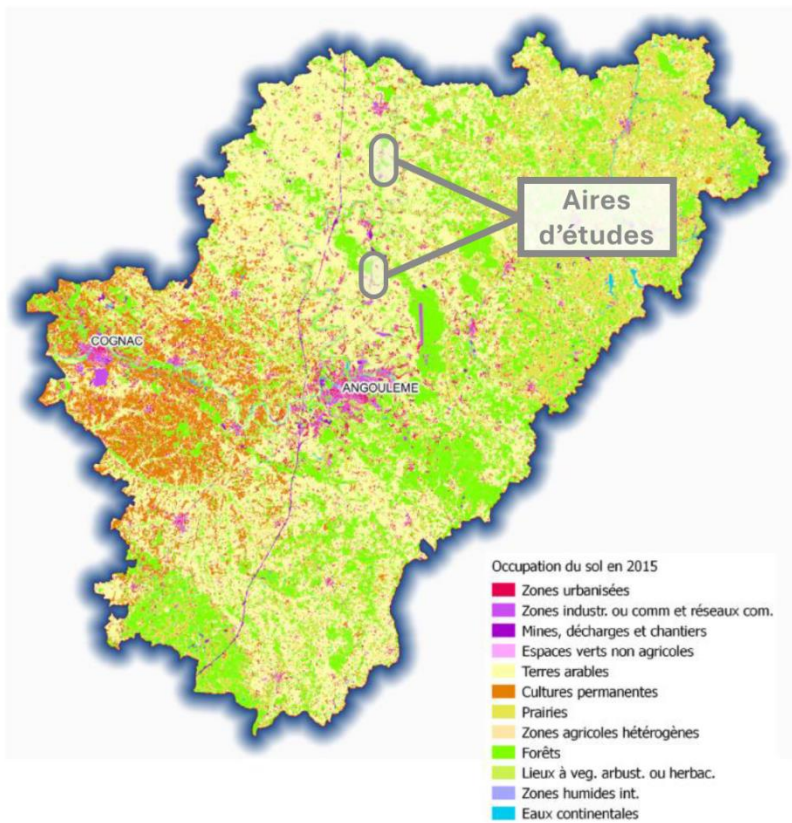 Aires
d'études
COGNAC
ANGOULEME
Occupation du sol en 2015
Zones urbanisées
Zones industr. ou comm et réseaux com.
Mines, décharges et chantiers
Espaces verts non agricoles
Terres arables
Cultures permanentes
Prairies
Zones agricoles hétérogènes
Forêts
Lieux à veg. arbust. ou herbac.
Zones humides int.
Eaux continentales